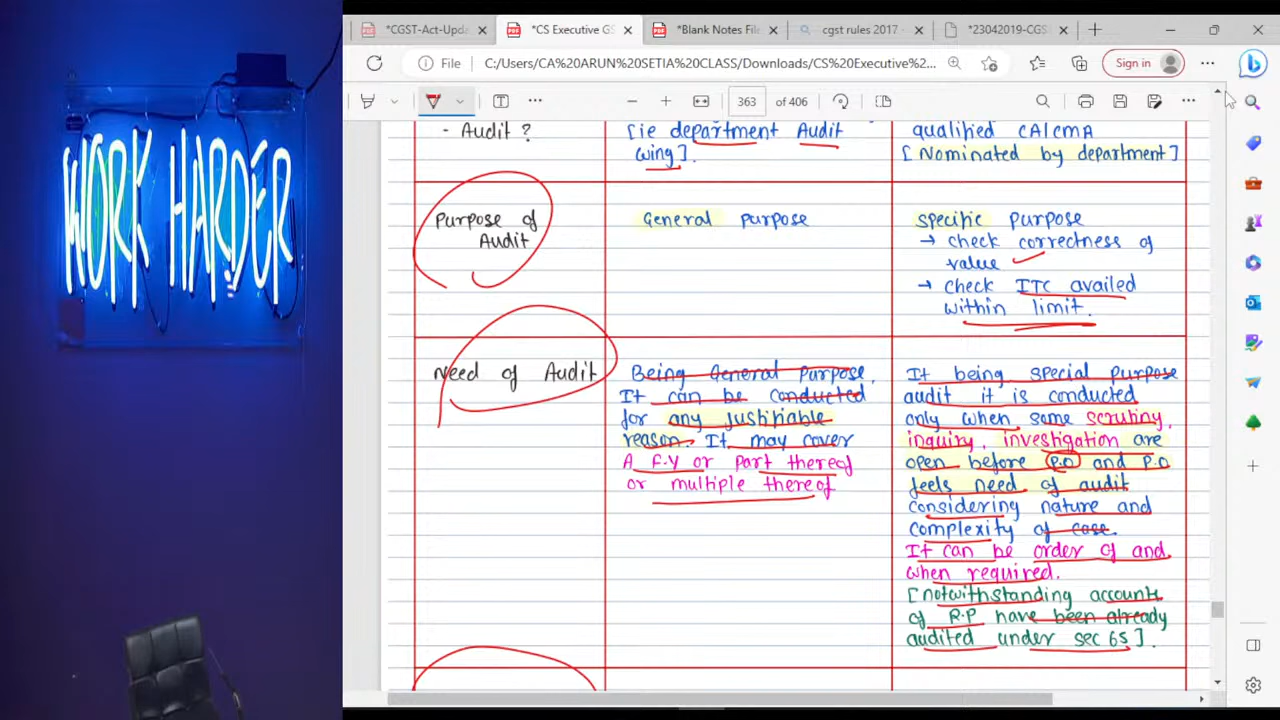 WORK
HARDER
*CGST-Act-Upda
*CS Executive GS
*Blank Notes File
cgst rules 2017
*23042019-CGS
File
C:/Users/CA%20ARUN%20SETIA%20CLASS/Downloads/CS%20Executive%2...
Sign in
363 of 406
- Audit ?
[ie department Audit
wing].
qualified CA/CMA
[Nominated by department]
Purpose of
Audit
General purpose
specific purpose
→ check correctness of
value
→ check ITC availed
within limit.
Need of Audit
Being General Purpose,
It can be conducted
for any justifiable
reason. It may cover
A F.Y or part thereof
or multiple thereof
It being special purpose
audit it is conducted
only when some scrutiny,
inquiry, investigation are
open before P.O and P.O
feels need of audit
considering nature and
complexity of case.
It can be order of and
when required.
[notwithstanding accounts
of R.P have been already
audited under sec 65].